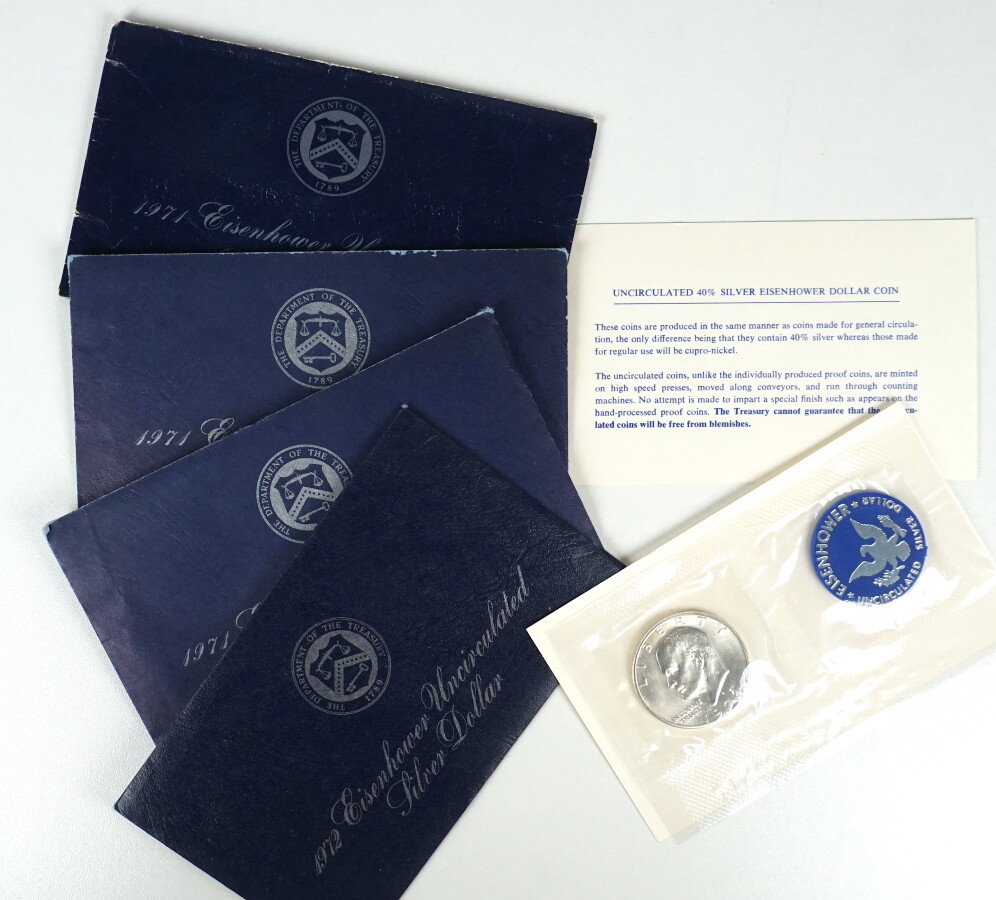 THE DEPARTMENT OF THE TREASURY
1789
1971 Eisenhower
THE DEPARTMENT OF THE TREASURY
1789
1971 E
THE DEPARTMENT OF THE TREA
1971
THE DEPARTMENT OF THE TREASURY
1789
1972 Eisenhower Uncirculated
Silver Dollar
UNCIRCULATED 40% SILVER EISENHOWER DOLLAR COIN
These coins are produced in the same manner as coins made for general circula-
tion, the only difference being that they contain 40% silver whereas those made
for regular use will be cupro-nickel.
The uncirculated coins, unlike the individually produced proof coins, are minted
on high speed presses, moved along conveyors, and run through counting
machines. No attempt is made to impart a special finish such as appears on the
hand-processed proof coins. The Treasury cannot guarantee that the cu-
lated coins will be free from blemishes.
EISENHOWER ★ SILVER DOLLAR
★ UNCIRCULATED
LIBERTY